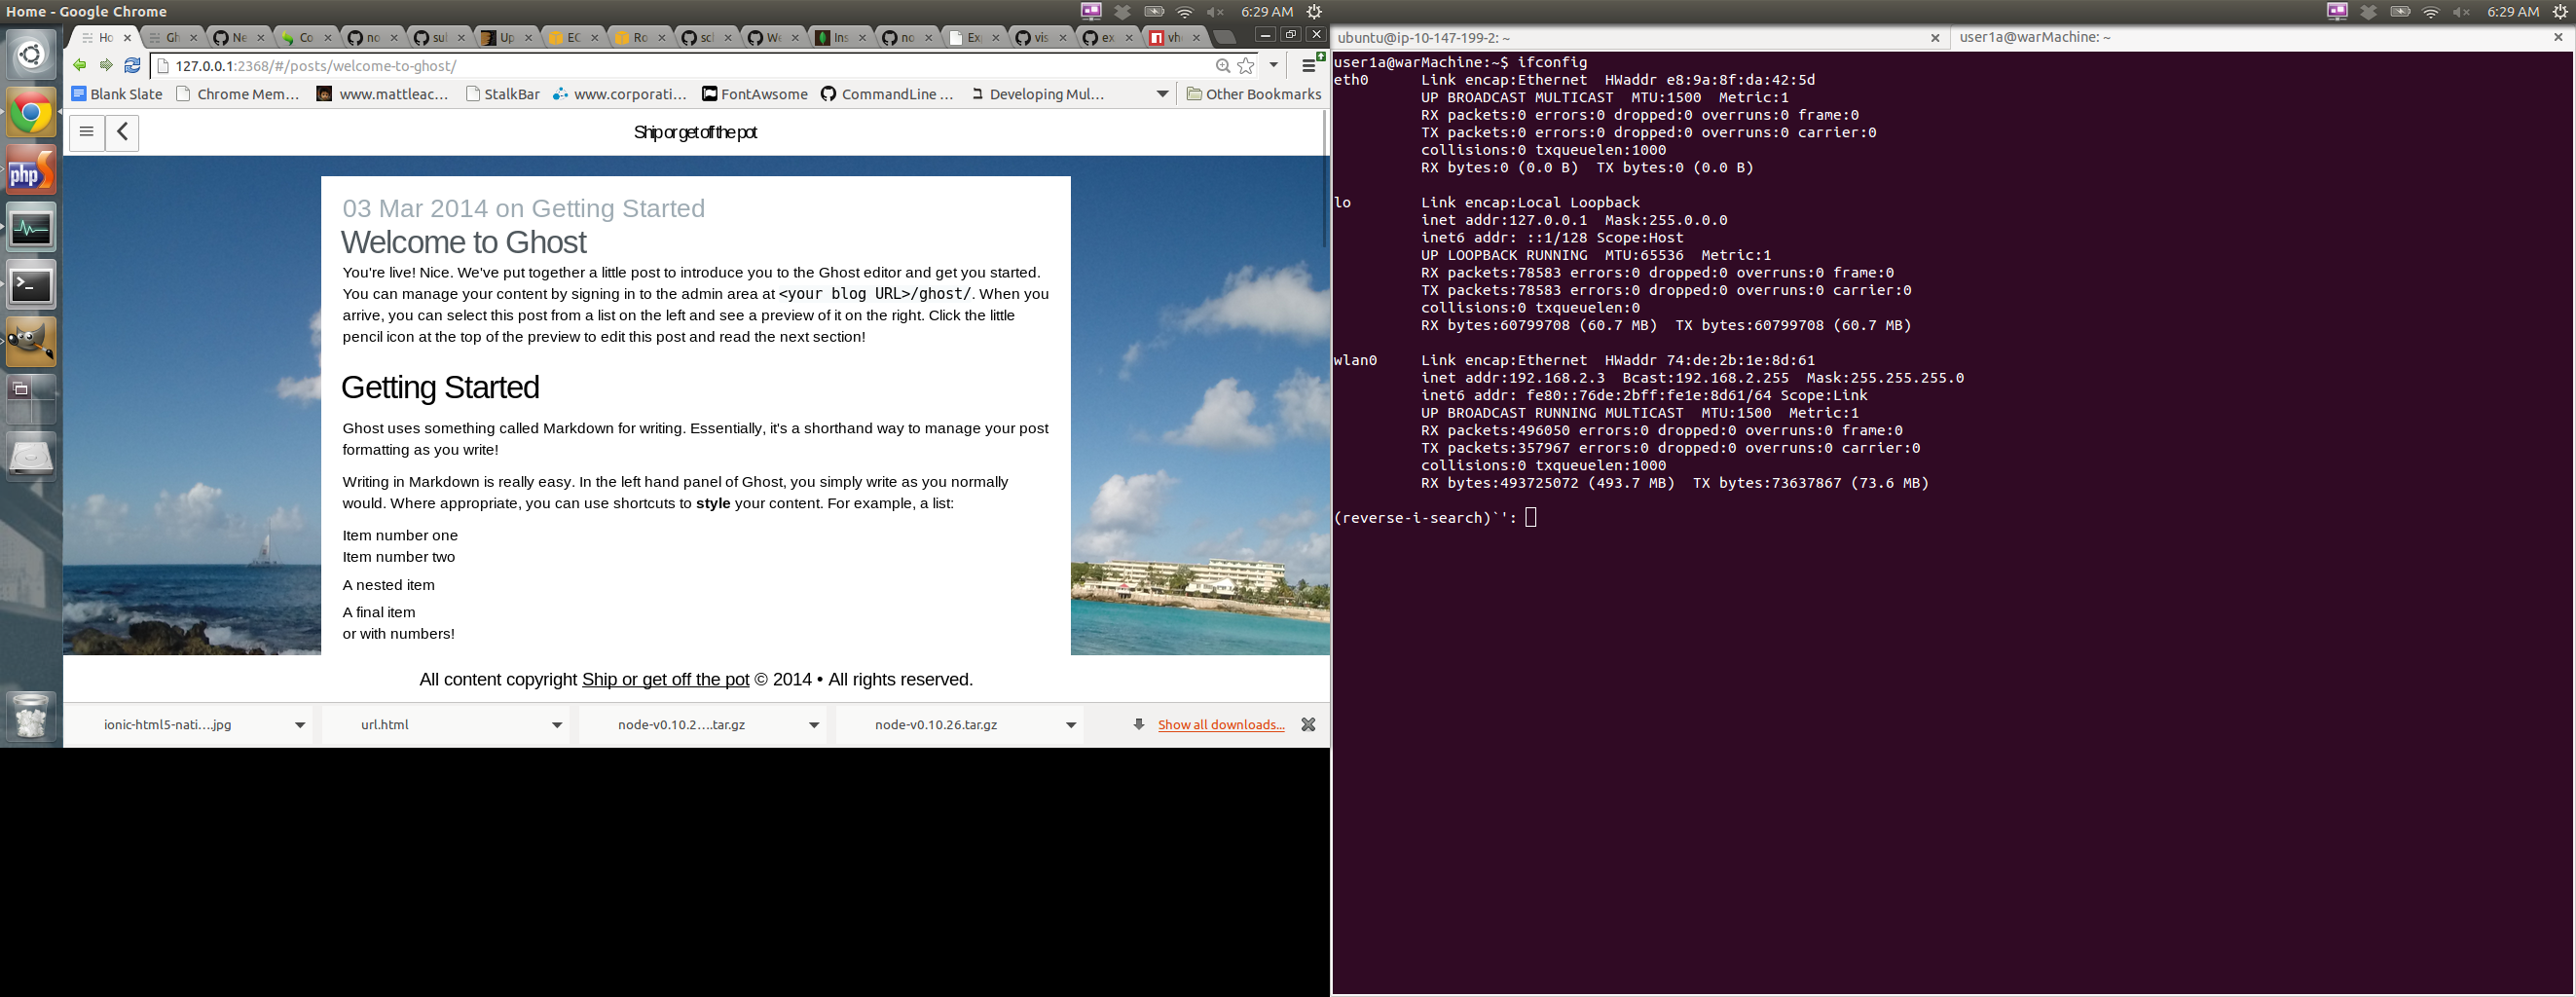 Home - Google Chrome
6:29 AM
6:29 AM
Ho
Gh
Ne
Co
no
sul
Up
EC
Ro
scl
We
Ins
no
Ex
vis
ex
vh
127.0.0.1:2368/#/posts/welcome-to-ghost/
Blank Slate
Chrome Mem...
www.mattleac...
StalkBar
www.corporati...
FontAwsome
CommandLine ...
Developing Mul...
Other Bookmarks
Ship or get off the pot
03 Mar 2014 on Getting Started
Welcome to Ghost
You're live! Nice. We've put together a little post to introduce you to the Ghost editor and get you started.
You can manage your content by signing in to the admin area at <your blog URL>/ghost/. When you
arrive, you can select this post from a list on the left and see a preview of it on the right. Click the little
pencil icon at the top of the preview to edit this post and read the next section!
Getting Started
Ghost uses something called Markdown for writing. Essentially, it's a shorthand way to manage your post
formatting as you write!
Writing in Markdown is really easy. In the left hand panel of Ghost, you simply write as you normally
would. Where appropriate, you can use shortcuts to style your content. For example, a list:
Item number one
Item number two
A nested item
A final item
or with numbers!
All content copyright Ship or get off the pot © 2014 • All rights reserved.
ionic-html5-nati....jpg
url.html
node-v0.10.2....tar.gz
node-v0.10.26.tar.gz
Show all downloads...
php
ubuntu@ip-10-147-199-2: ~
user1a@warMachine: ~
user1a@warMachine:~$ ifconfig
eth0 Link encap:Ethernet HWaddr e8:9a:8f:da:42:5d
UP BROADCAST MULTICAST MTU:1500 Metric:1
RX packets:0 errors:0 dropped:0 overruns:0 frame:0
TX packets:0 errors:0 dropped:0 overruns:0 carrier:0
collisions:0 txqueuelen:1000
RX bytes:0 (0.0 B) TX bytes:0 (0.0 B)
lo Link encap:Local Loopback
inet addr:127.0.0.1 Mask:255.0.0.0
inet6 addr: ::1/128 Scope:Host
UP LOOPBACK RUNNING MTU:65536 Metric:1
RX packets:78583 errors:0 dropped:0 overruns:0 frame:0
TX packets:78583 errors:0 dropped:0 overruns:0 carrier:0
collisions:0 txqueuelen:0
RX bytes:60799708 (60.7 MB) TX bytes:60799708 (60.7 MB)
wlan0 Link encap:Ethernet HWaddr 74:de:2b:1e:8d:61
inet addr:192.168.2.3 Bcast:192.168.2.255 Mask:255.255.255.0
inet6 addr: fe80::76de:2bff:fe1e:8d61/64 Scope:Link
UP BROADCAST RUNNING MULTICAST MTU:1500 Metric:1
RX packets:496050 errors:0 dropped:0 overruns:0 frame:0
TX packets:357967 errors:0 dropped:0 overruns:0 carrier:0
collisions:0 txqueuelen:1000
RX bytes:493725072 (493.7 MB) TX bytes:73637867 (73.6 MB)
(reverse-i-search)`':